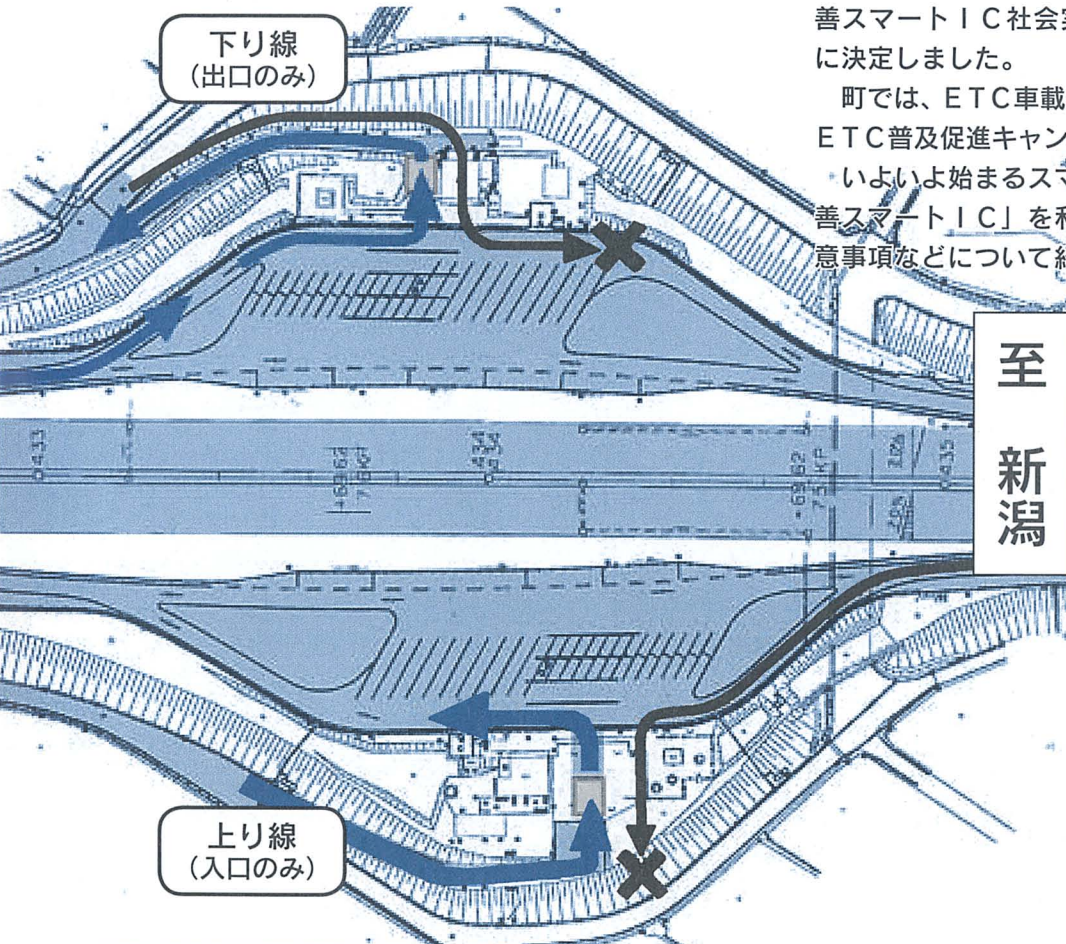 下り線
(出口のみ)
善スマートＩＣ社会実
に決定しました。
町では、ＥＴＣ車載
ＥＴＣ普及促進キャン
いよいよ始まるスマ
善スマートＩＣ」を利
意事項などについて紹
至 新潟
上り線
(入口のみ)